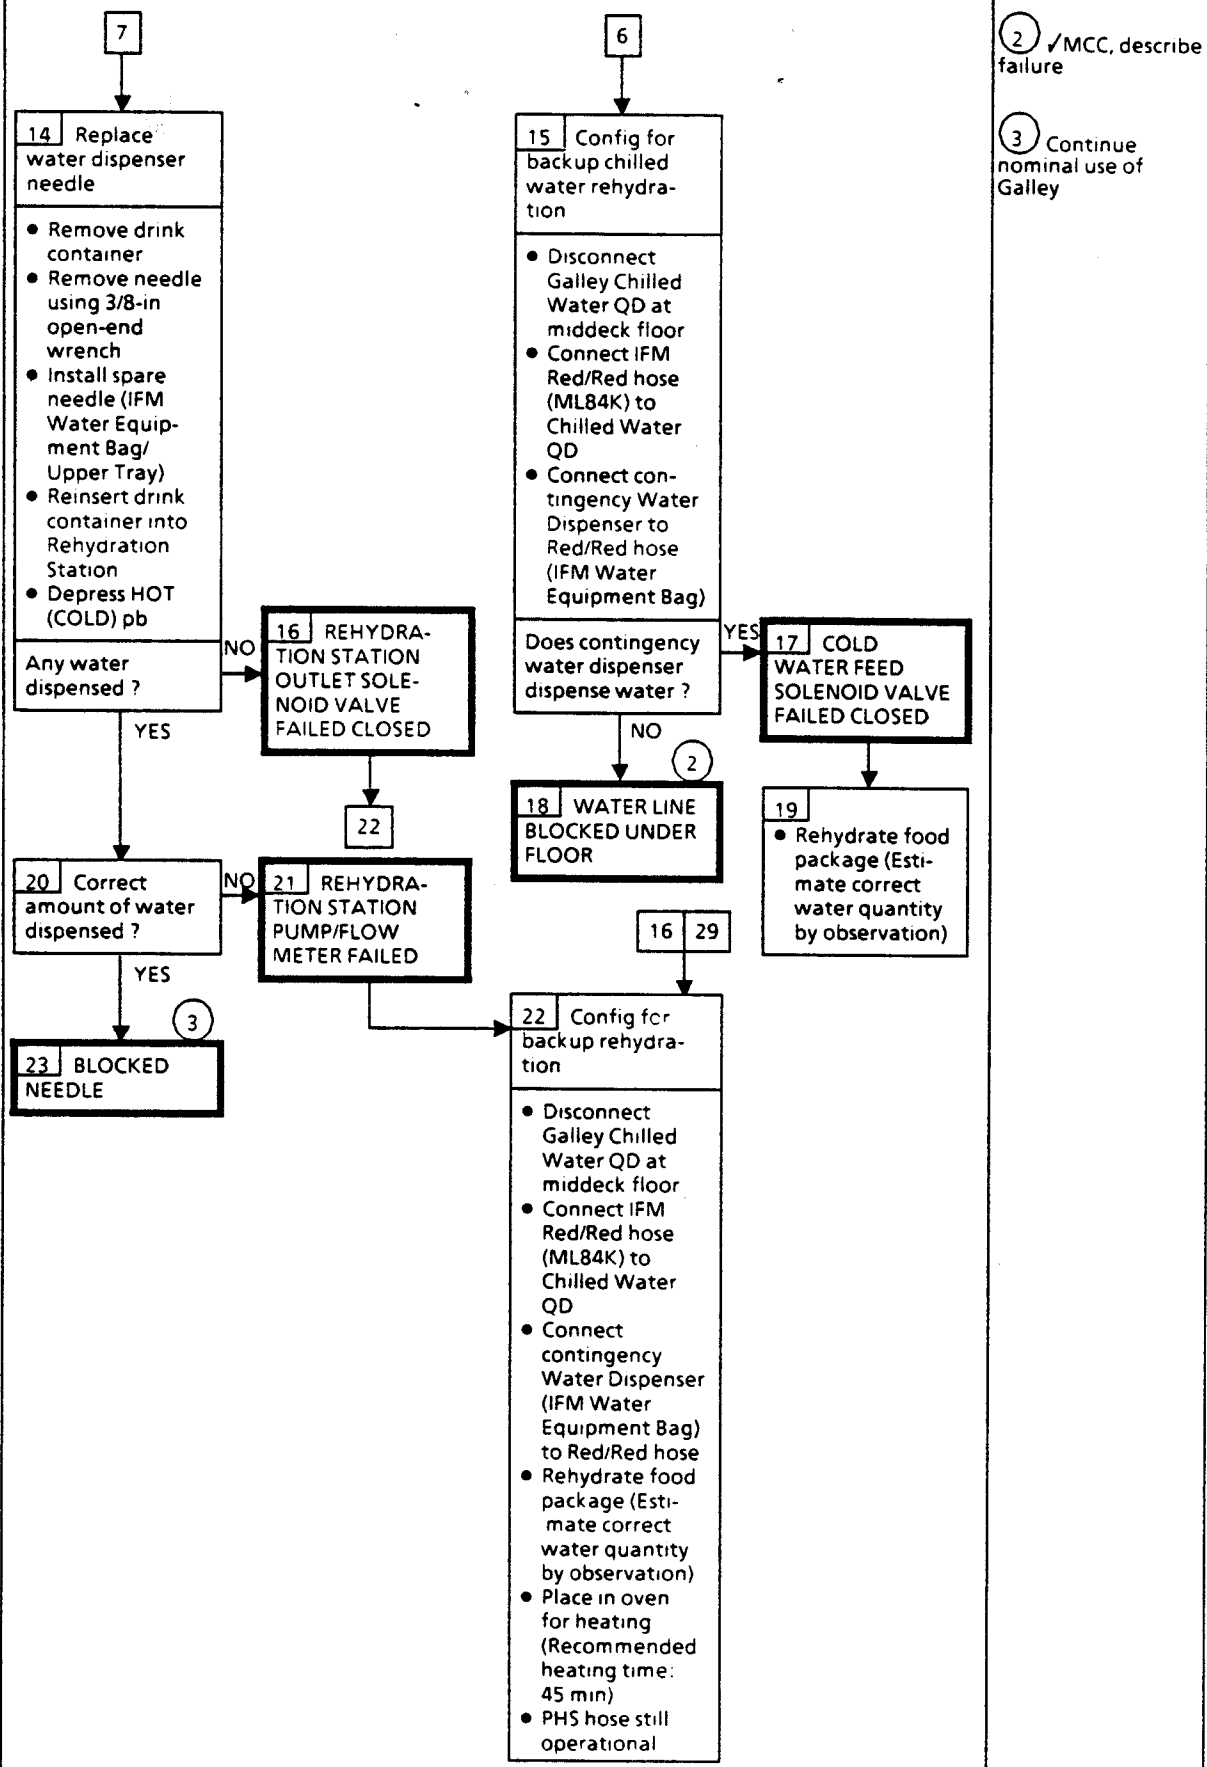 7
14 Replace
water dispenser
needle
• Remove drink
container
• Remove needle
using 3/8-in
open-end
wrench
• Install spare
needle (IFM
Water Equip-
ment Bag/
Upper Tray)
• Reinsert drink
container into
Rehydration
Station
• Depress HOT
(COLD) pb
Any water
dispensed ?
NO
YES
16 REHYDRA-
TION STATION
OUTLET SOLE-
NOID VALVE
FAILED CLOSED
22
20 Correct
amount of water
dispensed ?
NO
YES
21 REHYDRA-
TION STATION
PUMP/FLOW
METER FAILED
3
23 BLOCKED
NEEDLE
6
15 Config for
backup chilled
water rehydra-
tion
• Disconnect
Galley Chilled
Water QD at
middeck floor
• Connect IFM
Red/Red hose
(ML84K) to
Chilled Water
QD
• Connect con-
tingency Water
Dispenser to
Red/Red hose
(IFM Water
Equipment Bag)
Does contingency
water dispenser
dispense water ?
YES
NO
17 COLD
WATER FEED
SOLENOID VALVE
FAILED CLOSED
2
18 WATER LINE
BLOCKED UNDER
FLOOR
19
• Rehydrate food
package (Esti-
mate correct
water quantity
by observation)
16 29
22 Config for
backup rehydra-
tion
• Disconnect
Galley Chilled
Water QD at
middeck floor
• Connect IFM
Red/Red hose
(ML84K) to
Chilled Water
QD
• Connect
contingency
Water Dispenser
(IFM Water
Equipment Bag)
to Red/Red hose
• Rehydrate food
package (Esti-
mate correct
water quantity
by observation)
• Place in oven
for heating
(Recommended
heating time:
45 min)
• PHS hose still
operational
2 ✓MCC, describe
failure
3 Continue
nominal use of
Galley